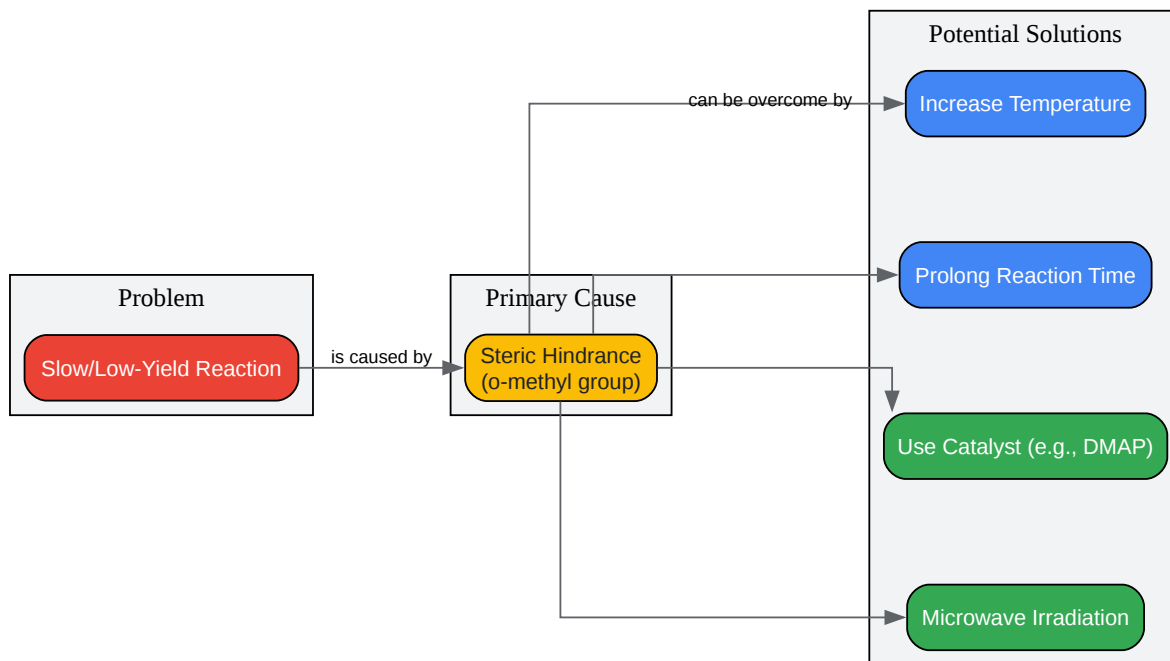 Problem
Slow/Low-Yield Reaction
is caused by
Primary Cause
Steric Hindrance
(o-methyl group)
can be overcome by
Potential Solutions
Increase Temperature
Prolong Reaction Time
Use Catalyst (e.g., DMAP)
Microwave Irradiation